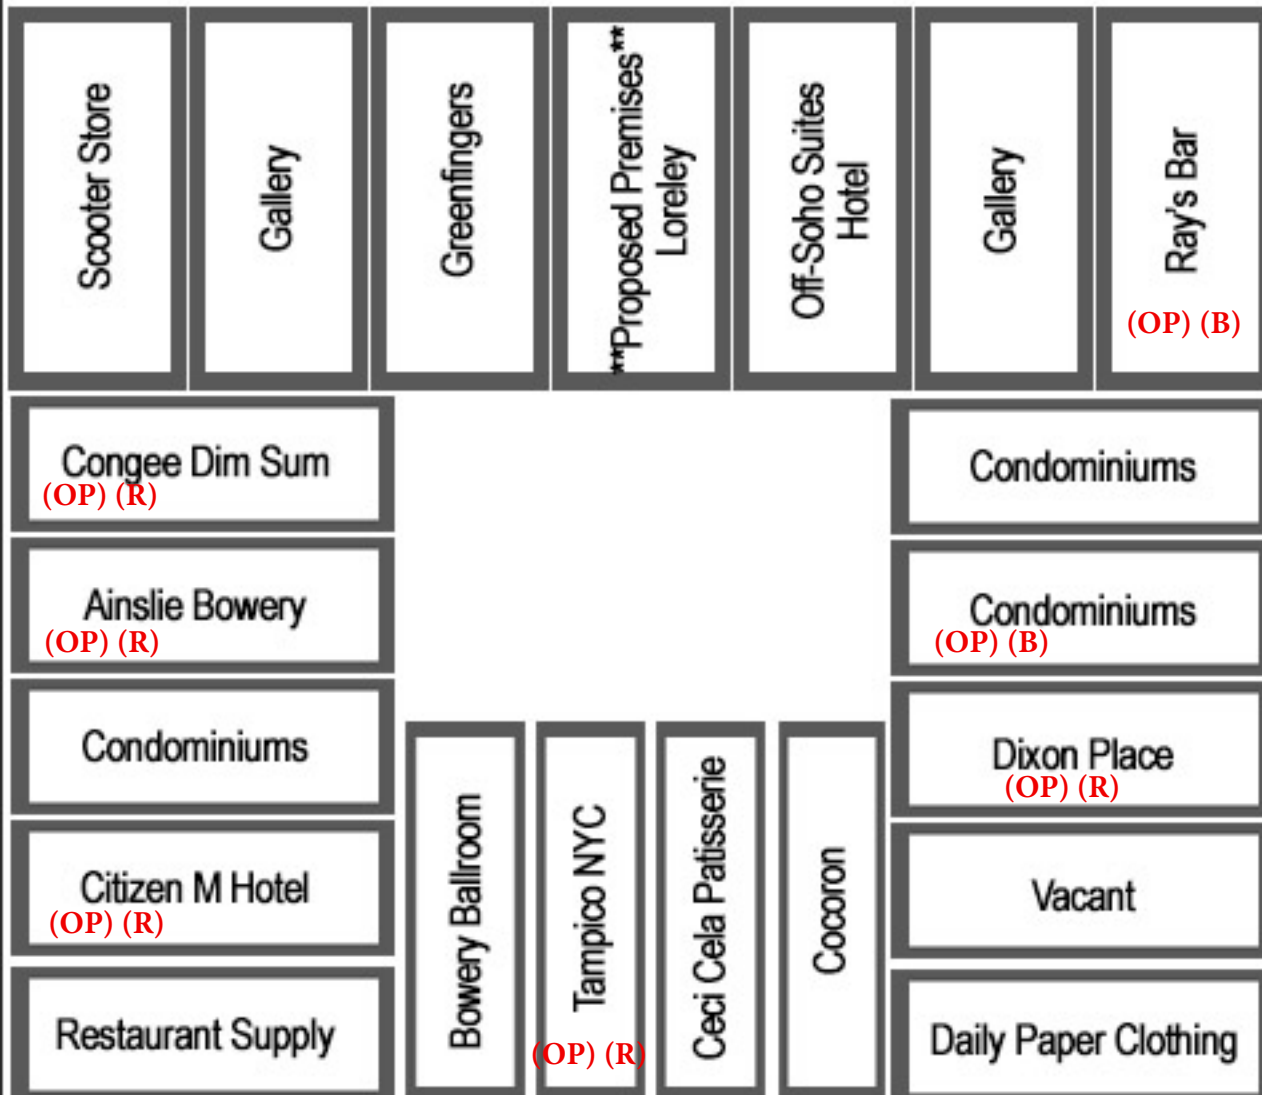 Scooter Store
Gallery
Greenfingers
**Proposed Premises**
Loreley
Off-Soho Suites
Hotel
Gallery
Ray's Bar
(OP) (B)
Congee Dim Sum
(OP) (R)
Ainslie Bowery
(OP) (R)
Condominiums
Citizen M Hotel
(OP) (R)
Restaurant Supply
Bowery Ballroom
Tampico NYC
(OP) (R)
Ceci Cela Patisserie
Cocoron
Condominiums
Condominiums
(OP) (B)
Dixon Place
(OP) (R)
Vacant
Daily Paper Clothing